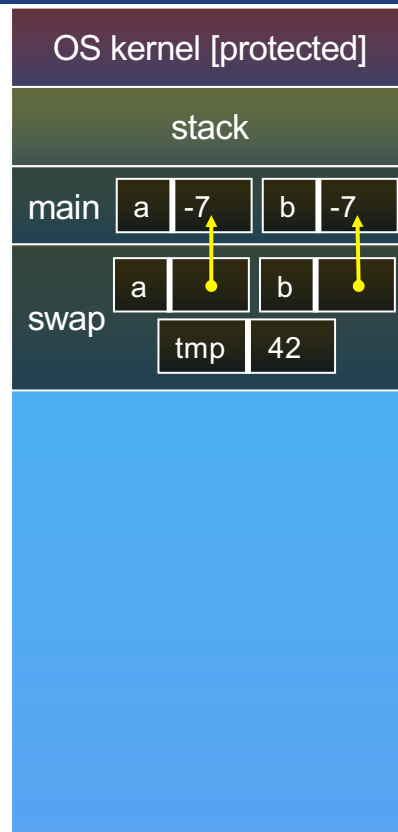 OS kernel [protected]
stack
main a -7 b -7
swap a b
tmp 42